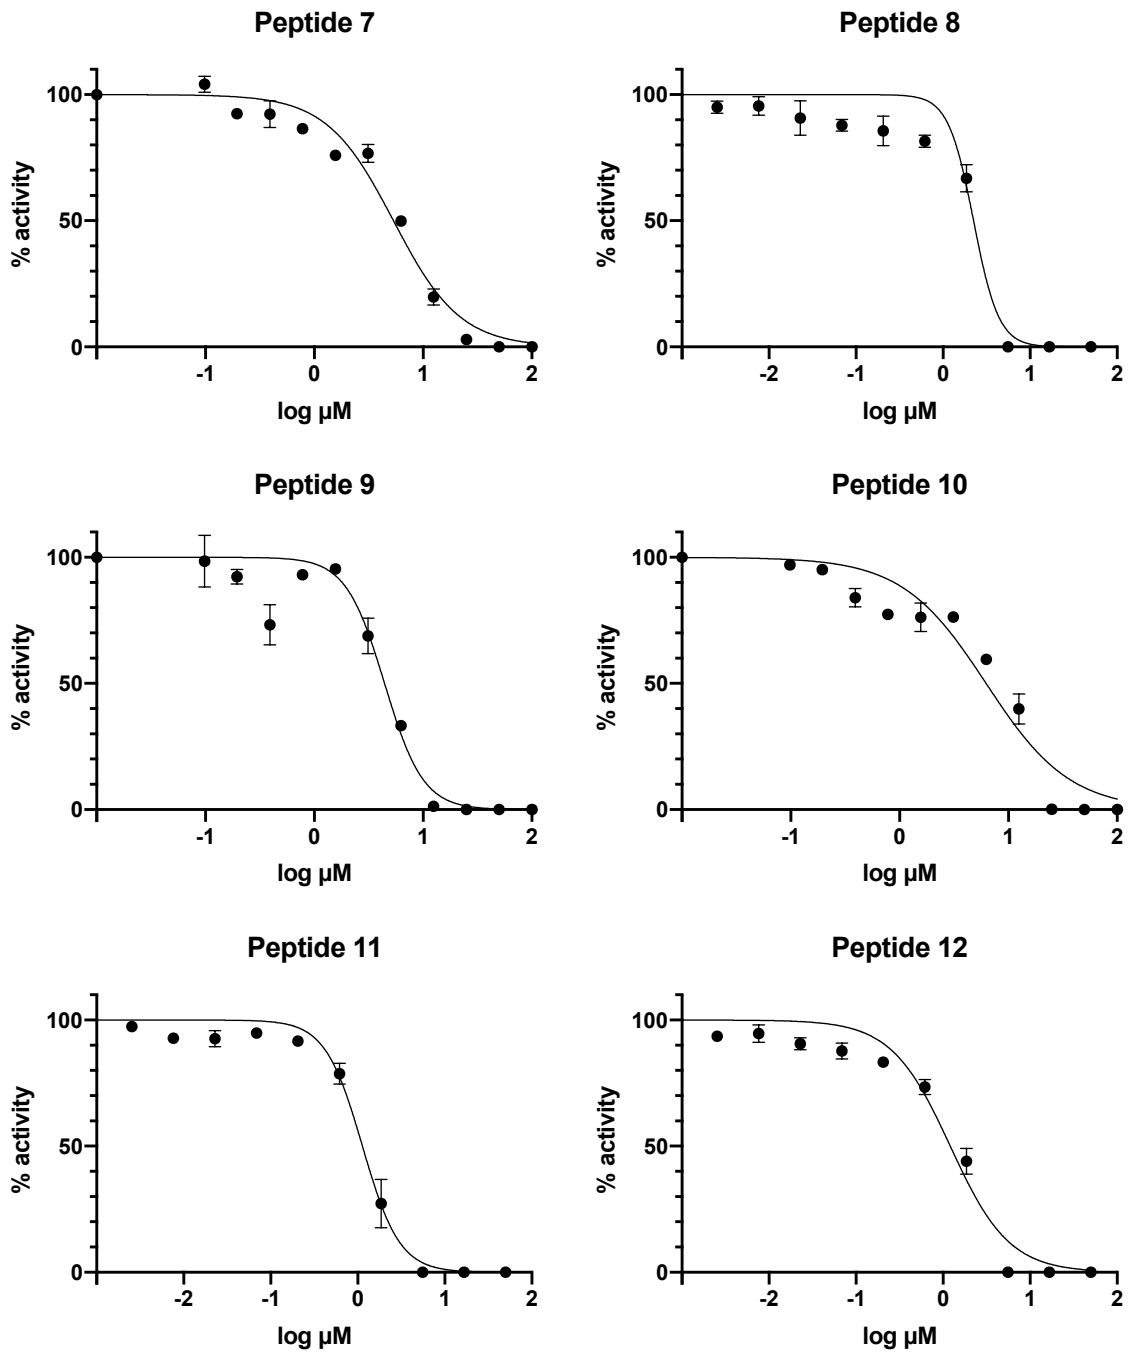 Peptide 7
100
50
0
% activity
-1 0 1 2
log µM
Peptide 8
100
50
0
% activity
-2 -1 0 1 2
log µM
Peptide 9
100
50
0
% activity
-1 0 1 2
log µM
Peptide 10
100
50
0
% activity
-1 0 1 2
log µM
Peptide 11
100
50
0
% activity
-2 -1 0 1 2
log µM
Peptide 12
100
50
0
% activity
-2 -1 0 1 2
log µM